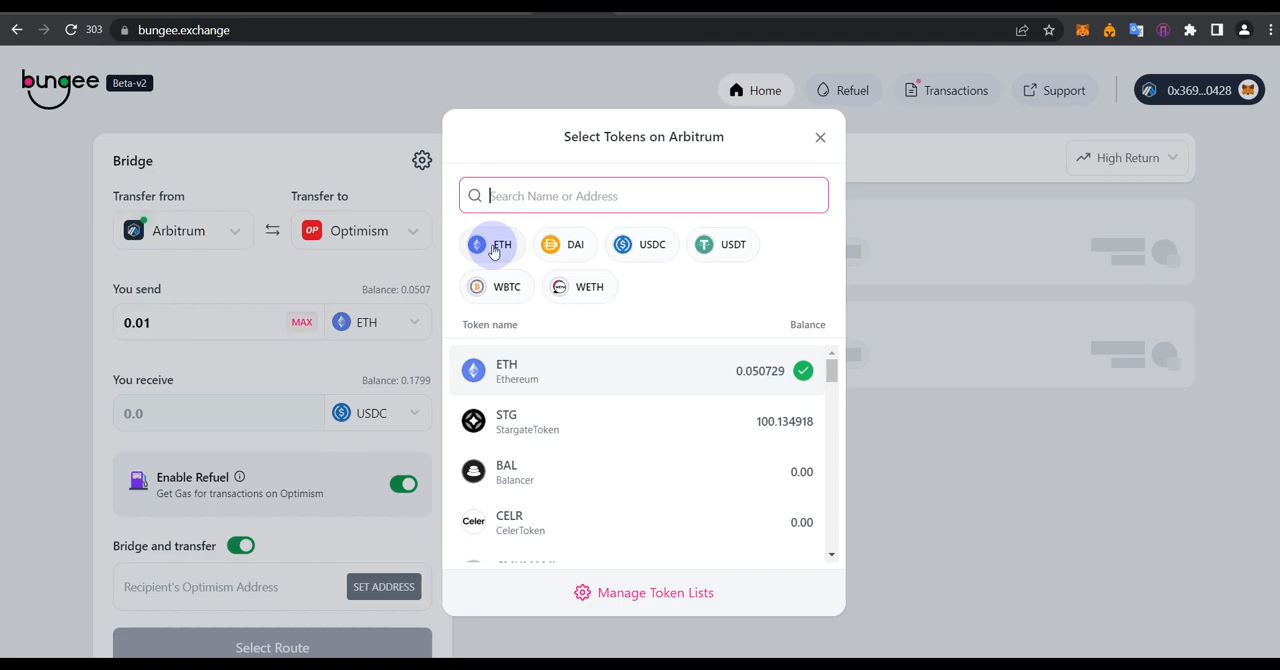 303 bungee.exchange
bungee Beta-v2
Home Refuel Transactions Support 0x369...0428
Bridge
Transfer from Transfer to
Arbitrum OP Optimism
You send Balance: 0.0507
0.01 MAX ETH
You receive Balance: 0.1799
0.0 USDC
Enable Refuel
Get Gas for transactions on Optimism
Bridge and transfer
Recipient's Optimism Address SET ADDRESS
Select Route
Select Tokens on Arbitrum
Search Name or Address
ETH DAI USDC USDT
WBTC WETH
Token name Balance
ETH
Ethereum
0.050729
STG
StargateToken
100.134918
BAL
Balancer
0.00
Celer CELR
CelerToken
0.00
Manage Token Lists
High Return